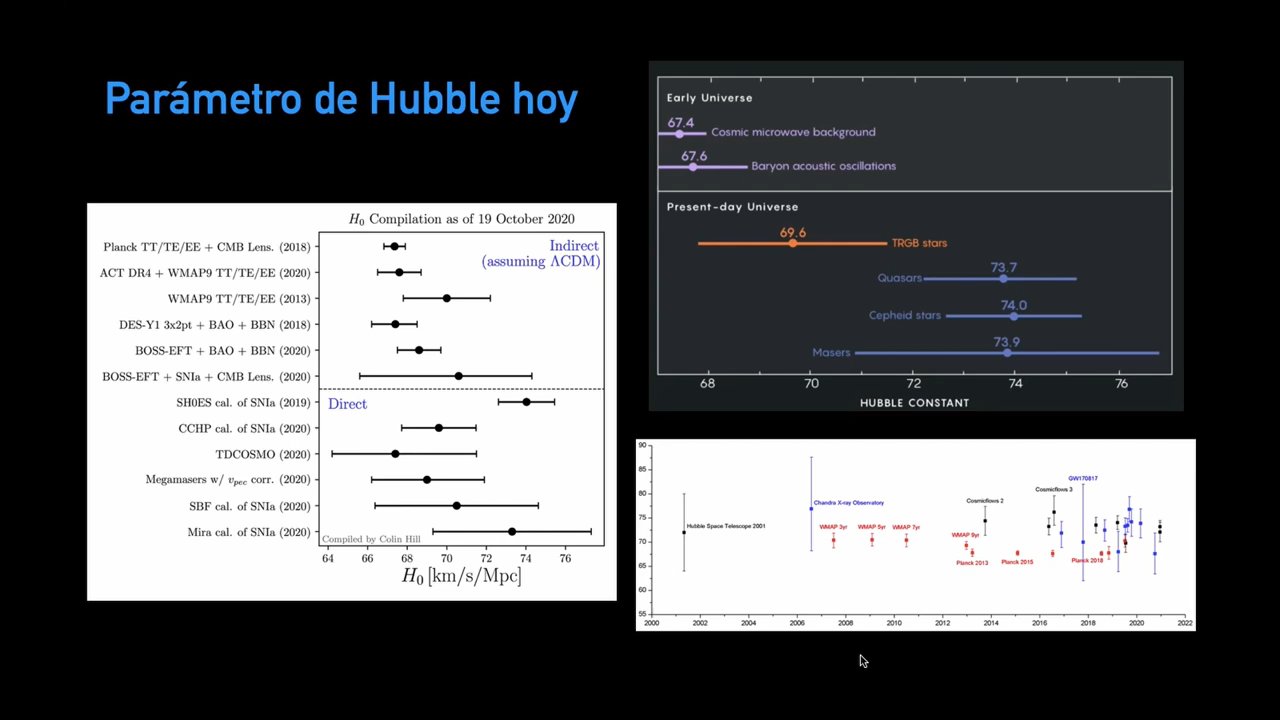 Parámetro de Hubble hoy
H₀ Compilation as of 19 October 2020
Planck TT/TE/EE + CMB Lens. (2018)
ACT DR4 + WMAP9 TT/TE/EE (2020)
WMAP9 TT/TE/EE (2013)
DES-Y1 3x2pt + BAO + BBN (2018)
BOSS-EFT + BAO + BBN (2020)
BOSS-EFT + SNIa + CMB Lens. (2020)
SH0ES cal. of SNIa (2019)
CCHP cal. of SNIa (2020)
TDCOSMO (2020)
Megamasers w/ vpec corr. (2020)
SBF cal. of SNIa (2020)
Mira cal. of SNIa (2020)
Indirect
(assuming ΛCDM)
Direct
Compiled by Colin Hill
64 66 68 70 72 74 76
H₀ [km/s/Mpc]
Early Universe
67.4
Cosmic microwave background
67.6
Baryon acoustic oscillations
Present-day Universe
69.6
TRGB stars
73.7
Quasars
74.0
Cepheid stars
73.9
Masers
68 70 72 74 76
HUBBLE CONSTANT
90
85
80
75
70
65
60
55
Hubble Space Telescope 2001
Chandra X-ray Observatory
WMAP 3yr
WMAP 5yr
WMAP 7yr
WMAP 9yr
Planck 2013
Cosmicflows 2
Planck 2015
Cosmicflows 3
GW170817
Planck 2018
2000 2002 2004 2006 2008 2010 2012 2014 2016 2018 2020 2022